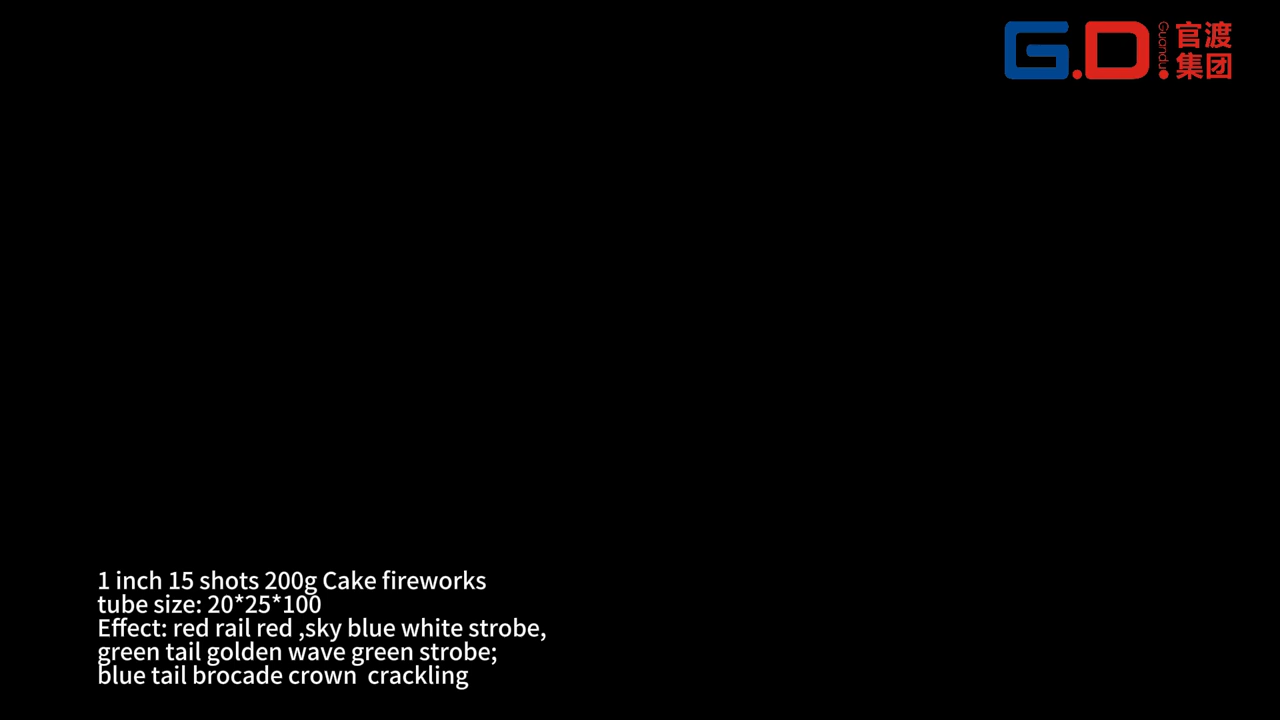 G.D.
Guandu
官渡
集团
1 inch 15 shots 200g Cake fireworks
tube size: 20*25*100
Effect: red rail red ,sky blue white strobe,
green tail golden wave green strobe;
blue tail brocade crown  crackling